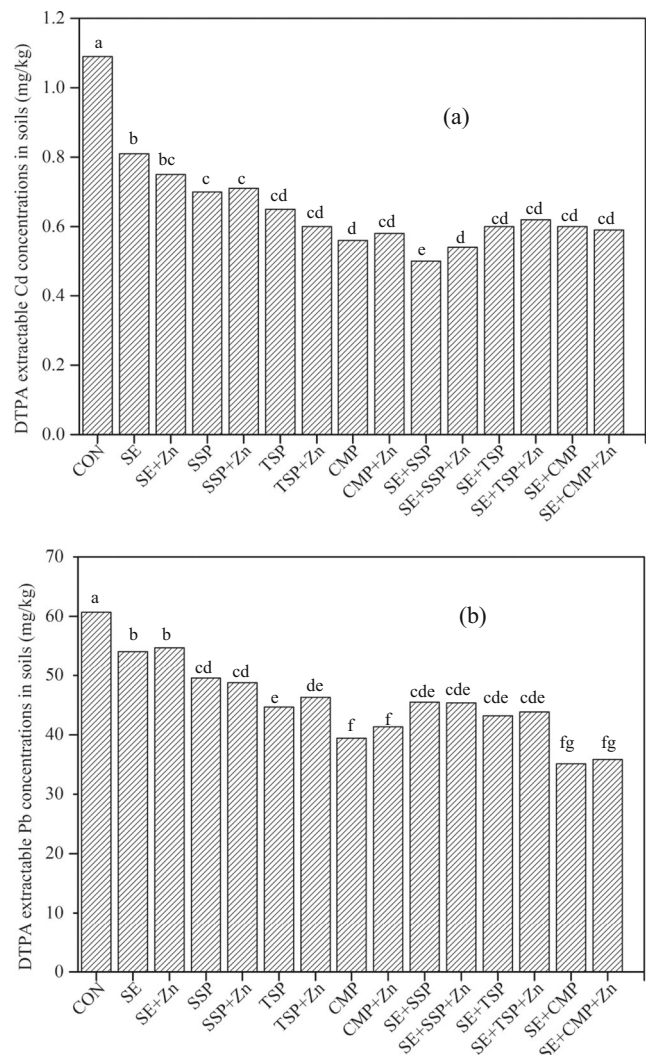 DTPA extractable Cd concentrations in soils (mg/kg)
1.2
1.0
0.8
0.6
0.4
0.2
0.0
(a)
a
b
bc
c
c
cd
cd
d
cd
e
d
cd
cd
cd
cd
CON
SE
SE+Zn
SSP
SSP+Zn
TSP
TSP+Zn
CMP
CMP+Zn
SE+SSP
SE+SSP+Zn
SE+TSP
SE+TSP+Zn
SE+CMP
SE+CMP+Zn
DTPA extractable Pb concentrations in soils (mg/kg)
70
60
50
40
30
20
10
0
(b)
a
b
b
cd
cd
e
de
f
f
cde
cde
cde
cde
fg
fg
CON
SE
SE+Zn
SSP
SSP+Zn
TSP
TSP+Zn
CMP
CMP+Zn
SE+SSP
SE+SSP+Zn
SE+TSP
SE+TSP+Zn
SE+CMP
SE+CMP+Zn